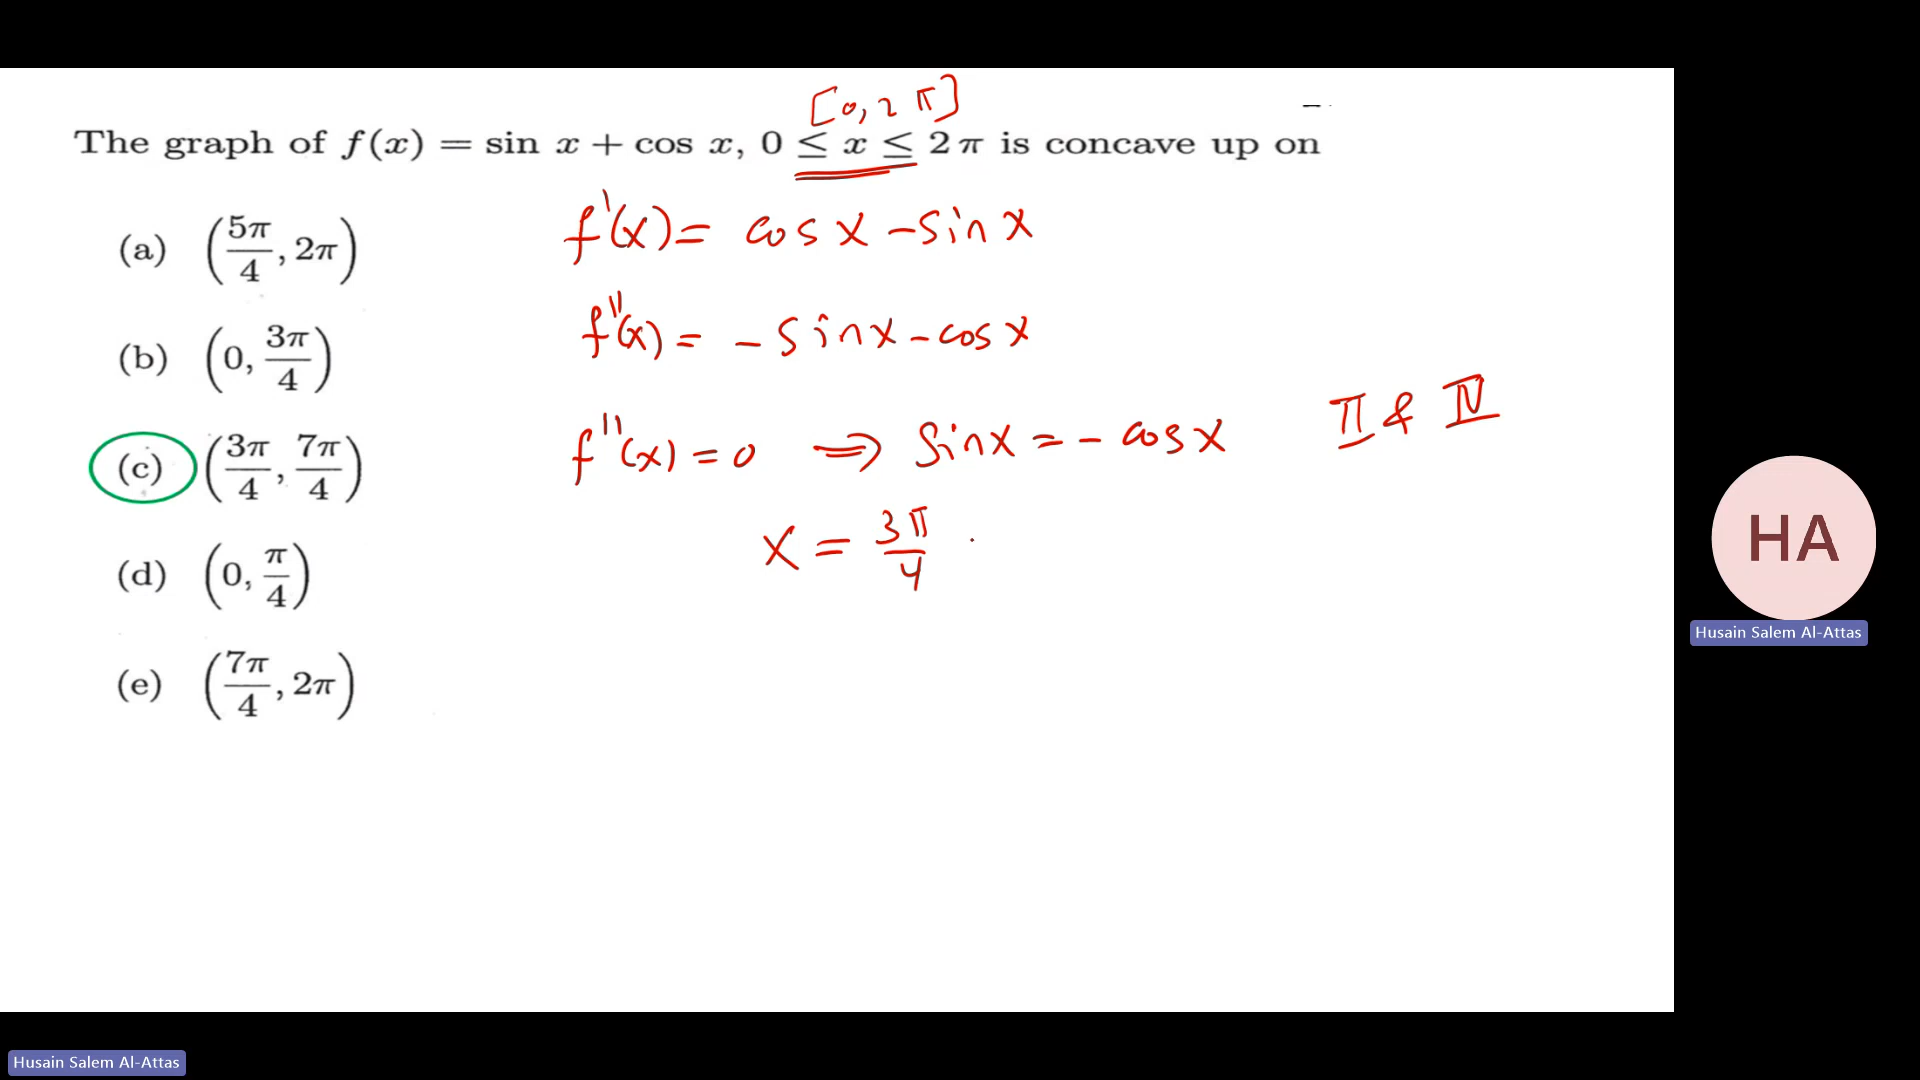 [0, 2π]
The graph of f(x) = sin x + cos x, 0 ≤ x ≤ 2π is concave up on
f'(x) = cos x - sin x
(a) (5π/4, 2π)
f''(x) = - sin x - cos x
(b) (0, 3π/4)
II & IV
f''(x) = 0 ⟹ sin x = - cos x
(c) (3π/4, 7π/4)
x = 3π/4
(d) (0, π/4)
(e) (7π/4, 2π)
HA
Husain Salem Al-Attas
Husain Salem Al-Attas